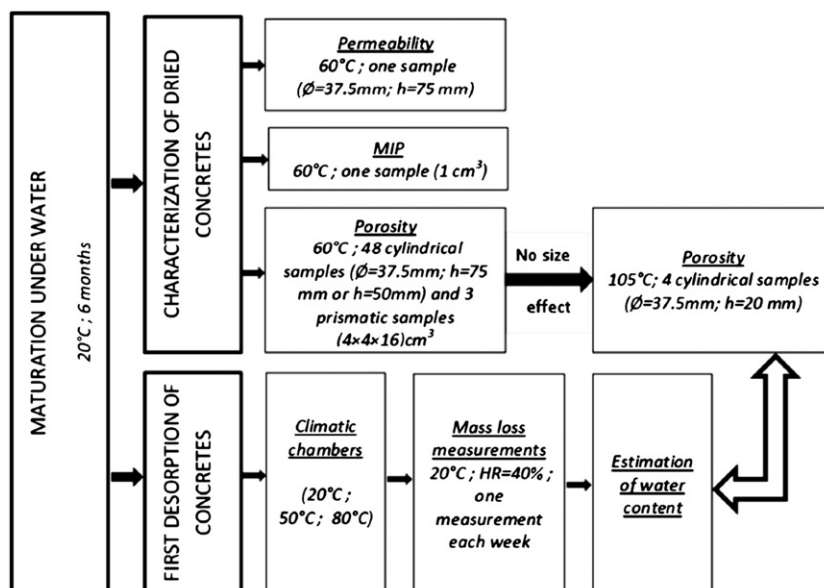 MATURATION UNDER WATER
20°C ; 6 months
CHARACTERIZATION OF DRIED
CONCRETES
Permeability
60°C ; one sample
(Ø=37.5mm; h=75 mm)
MIP
60°C ; one sample (1 cm³)
Porosity
60°C ; 48 cylindrical
samples (Ø=37.5mm; h=75
mm or h=50mm) and 3
prismatic samples
(4×4×16)cm³
No size
effect
Porosity
105°C; 4 cylindrical samples
(Ø=37.5mm; h=20 mm)
FIRST DESORPTION OF
CONCRETES
Climatic
chambers
(20°C ;
50°C ; 80°C)
Mass loss
measurements
20°C ; HR=40% ;
one
measurement
each week
Estimation
of water
content